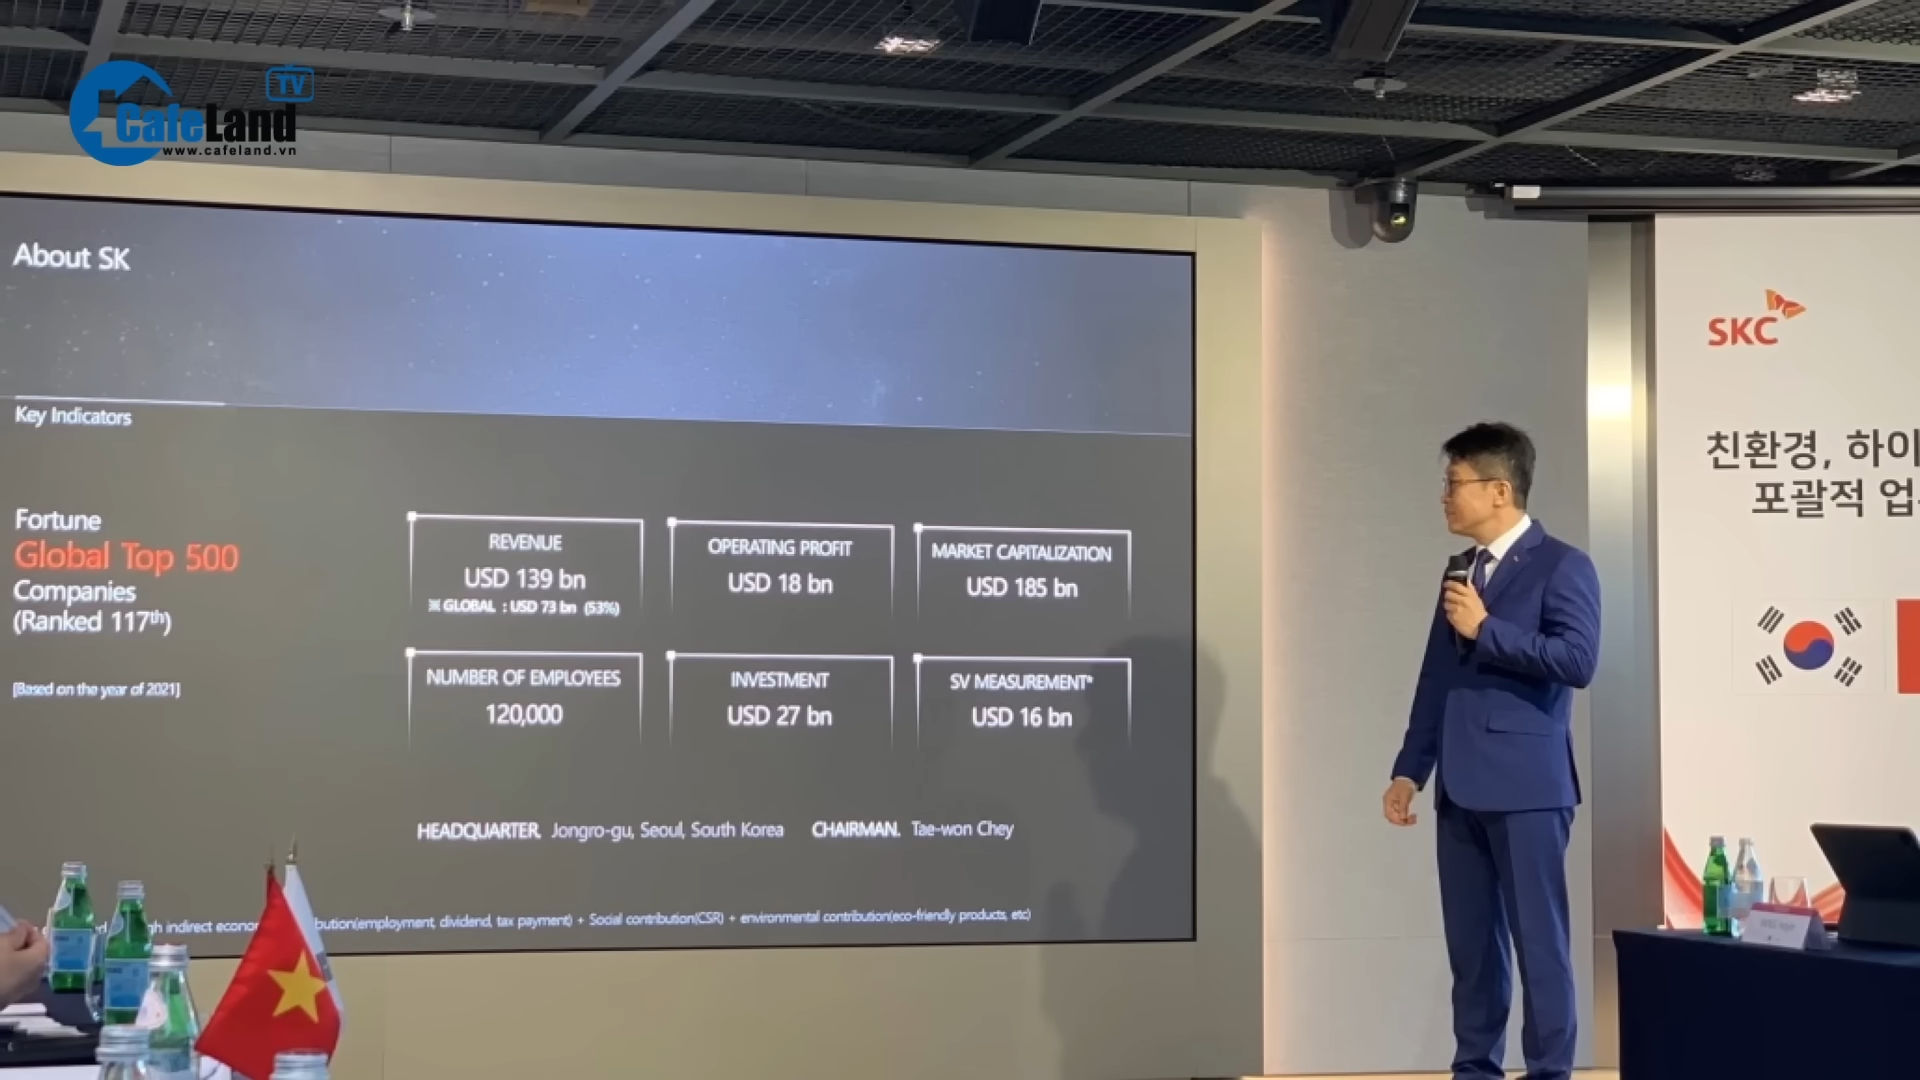 TV
CafeLand
www.cafeland.vn
About SK
Key Indicators
Fortune
Global Top 500
Companies
(Ranked 117th)
[Based on the year of 2021]
REVENUE
USD 139 bn
※ GLOBAL : USD 73 bn (53%)
OPERATING PROFIT
USD 18 bn
MARKET CAPITALIZATION
USD 185 bn
NUMBER OF EMPLOYEES
120,000
INVESTMENT
USD 27 bn
SV MEASUREMENT*
USD 16 bn
HEADQUARTER. Jongro-gu, Seoul, South Korea CHAIRMAN. Tae-won Chey
indirect bution(employment, dividend, tax payment) + Social contribution(CSR) + environmental contribution(eco-friendly products, etc)
SKC
친환경, 하이
포괄적 업